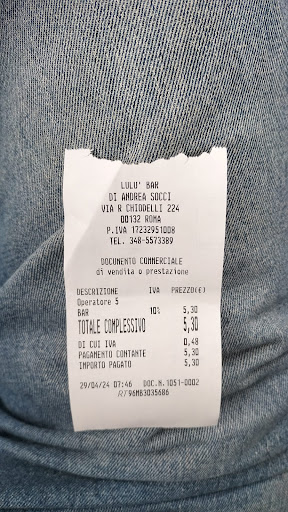 LULU' BAR
DI ANDREA SOCCI
VIA R CHIODELLI 224
00132 ROMA
P.IVA 17232951008
TEL. 348-5573389
DOCUMENTO COMMERCIALE
di vendita o prestazione
DESCRIZIONE IVA PREZZO(€)
Operatore 5
BAR 10% 5,30
TOTALE COMPLESSIVO 5,30
DI CUI IVA 0,48
PAGAMENTO CONTANTE 5,30
IMPORTO PAGATO 5,30
29/04/24 07:46 DOC.N.1051-0002
RT 96MB3035686